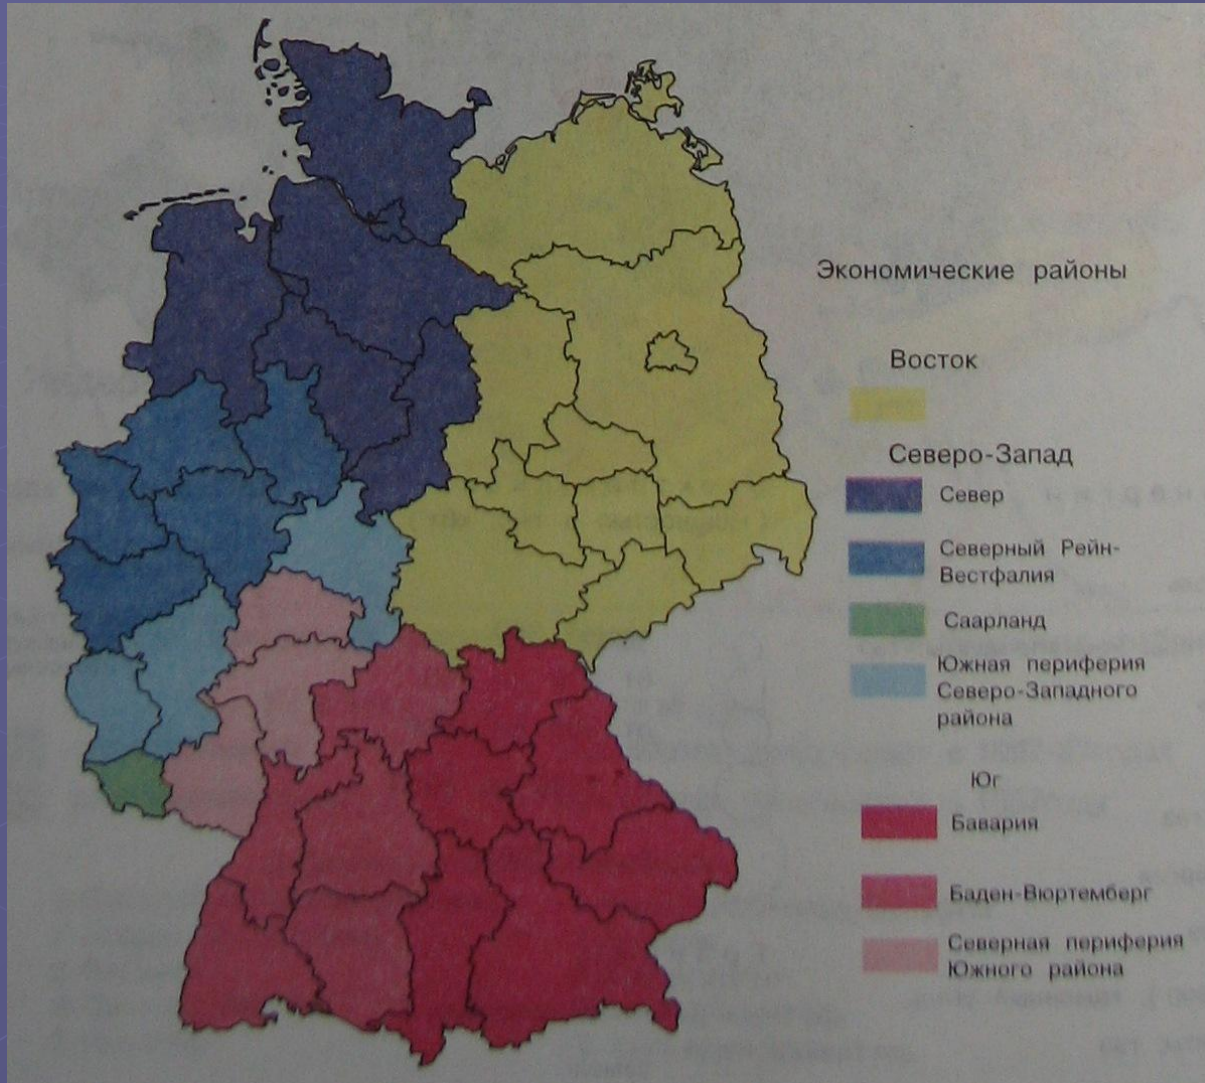 Экономические районы
Восток
Северо-Запад
Север
Северный Рейн-
Вестфалия
Саарланд
Южная периферия
Северо-Западного
района
Юг
Бавария
Баден-Вюртемберг
Северная периферия
Южного района